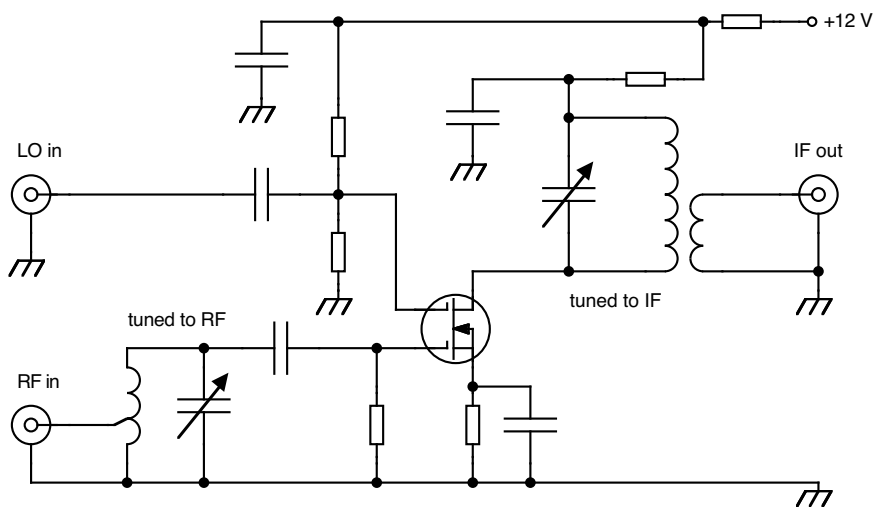 +12 V
LO in
IF out
tuned to IF
tuned to RF
RF in